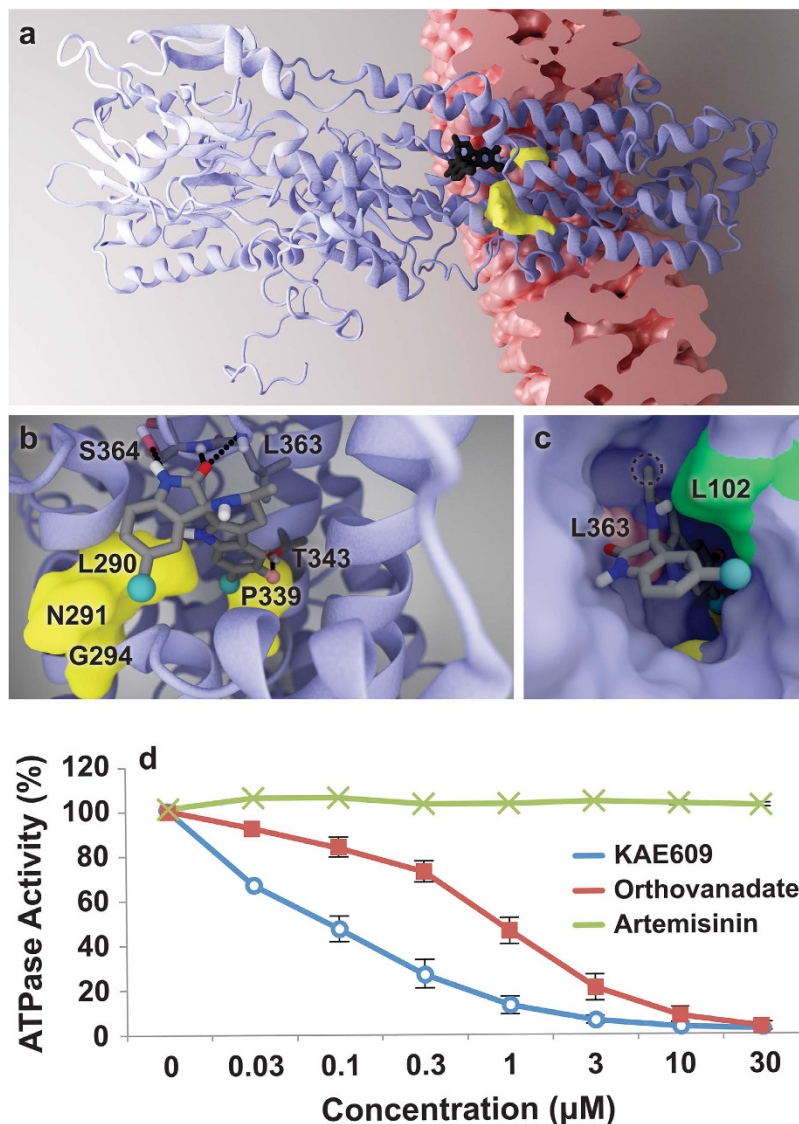 a
b
S364
L363
L290
T343
N291
P339
G294
c
L102
L363
d
ATPase Activity (%)
120
100
80
60
40
20
0
KAE609
Orthovanadate
Artemisinin
0 0.03 0.1 0.3 1 3 10 30
Concentration (µM)